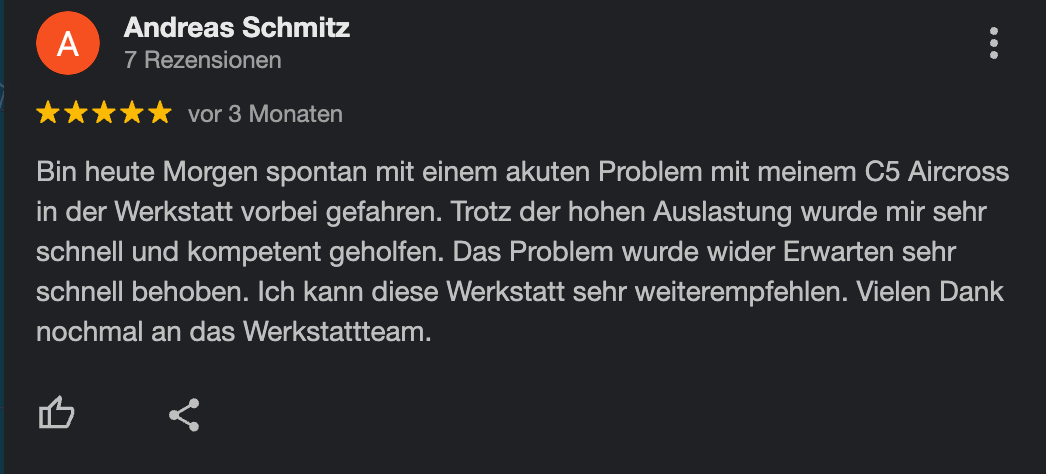 A
Andreas Schmitz
7 Rezensionen
vor 3 Monaten
Bin heute Morgen spontan mit einem akuten Problem mit meinem C5 Aircross
in der Werkstatt vorbei gefahren. Trotz der hohen Auslastung wurde mir sehr
schnell und kompetent geholfen. Das Problem wurde wider Erwarten sehr
schnell behoben. Ich kann diese Werkstatt sehr weiterempfehlen. Vielen Dank
nochmal an das Werkstattteam.